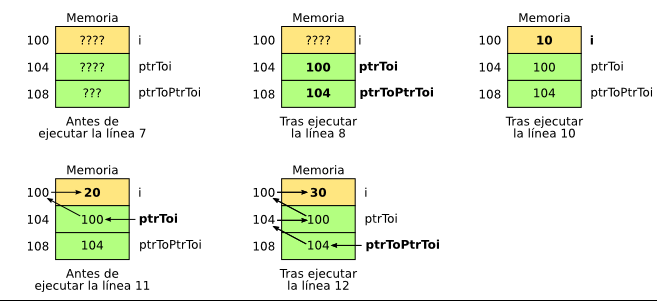 Memoria
100 ???? i
104 ???? ptrToi
108 ??? ptrToPtrToi
Antes de
ejecutar la línea 7
Memoria
100 ???? i
104 100 ptrToi
108 104 ptrToPtrToi
Tras ejecutar
la línea 8
Memoria
100 10 i
104 100 ptrToi
108 104 ptrToPtrToi
Tras ejecutar
la línea 10
Memoria
100 20 i
104 100 ptrToi
108 104 ptrToPtrToi
Antes de
ejecutar la línea 11
Memoria
100 30 i
104 100 ptrToi
108 104 ptrToPtrToi
Tras ejecutar
la línea 12